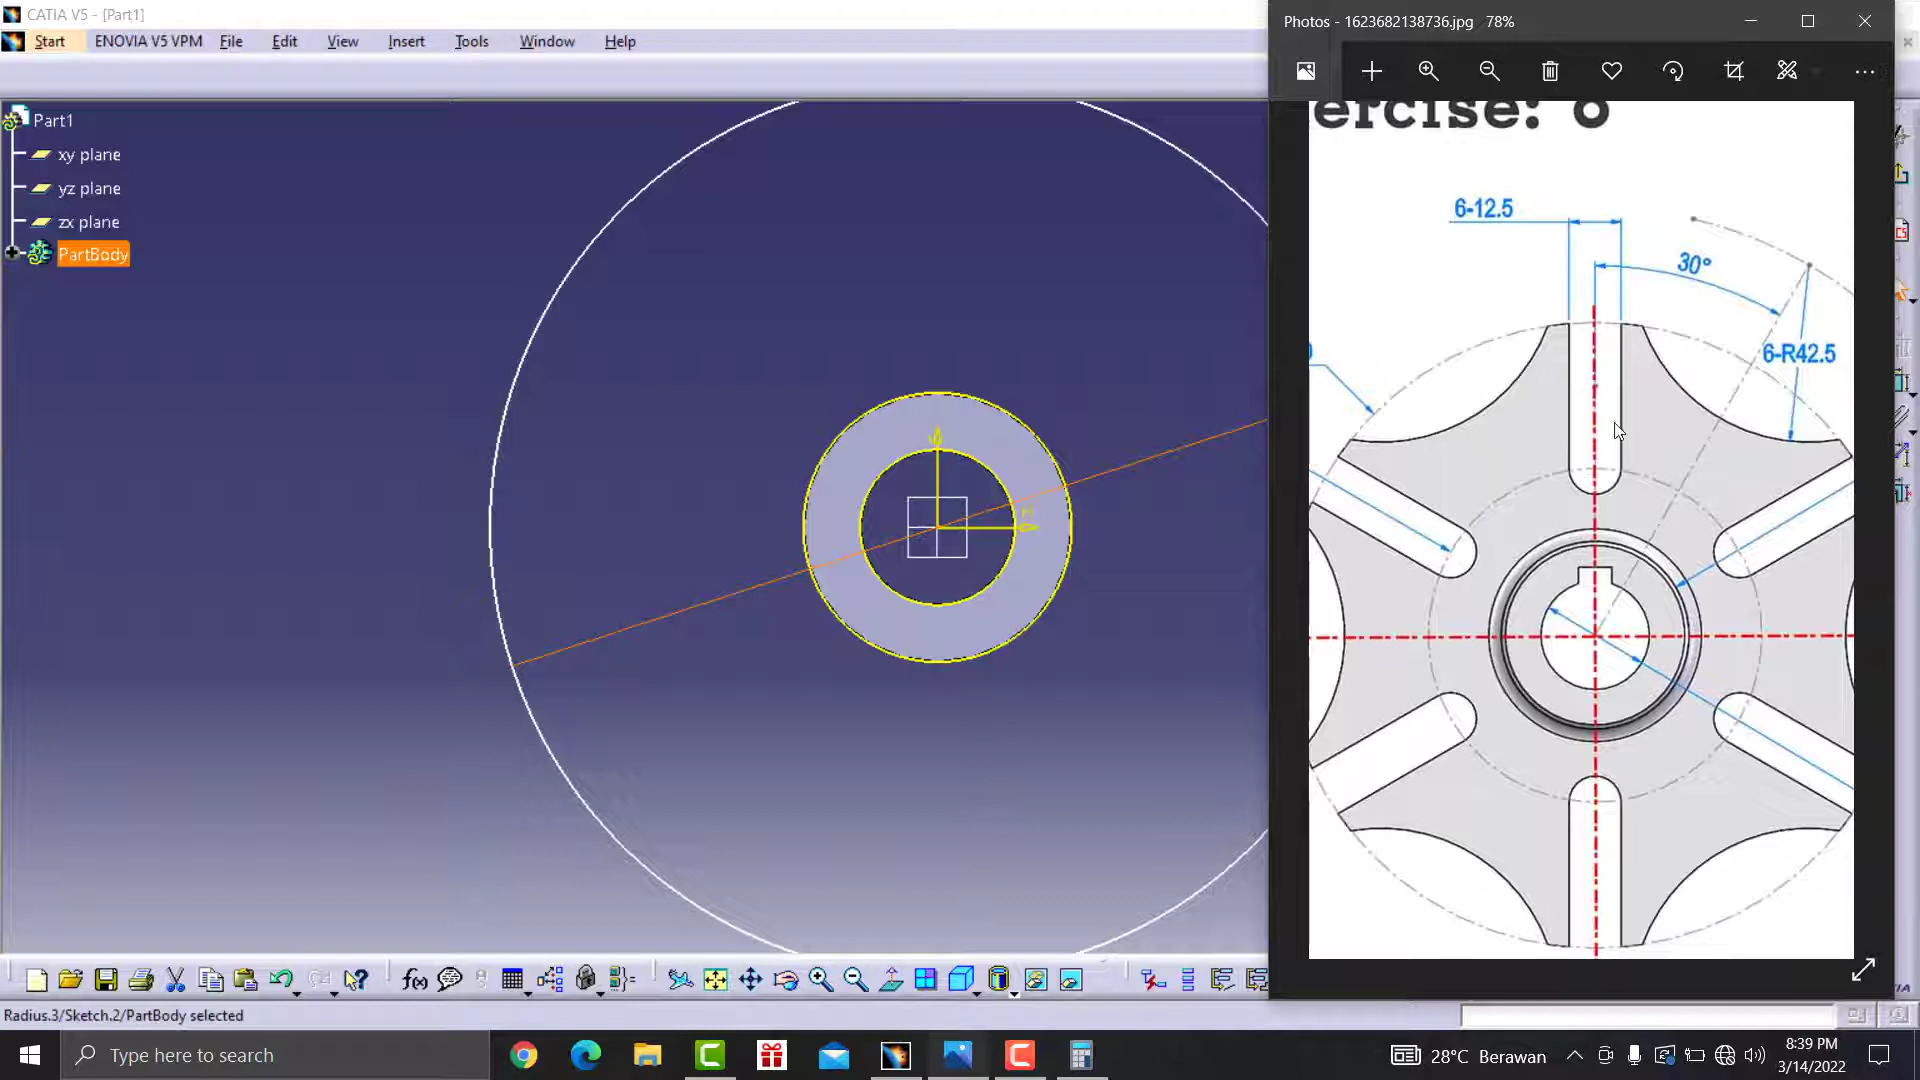 CATIA V5 - [Part1]
Start ENOVIA V5 VPM File Edit View Insert Tools Window Help
Part1
xy plane
yz plane
zx plane
PartBody
Photos - 1623682138736.jpg 78%
ercise: 6
6-12.5
30°
6-R42.5
f(x)
Radius.3/Sketch.2/PartBody selected
Type here to search
28°C Berawan
8:39 PM
3/14/2022